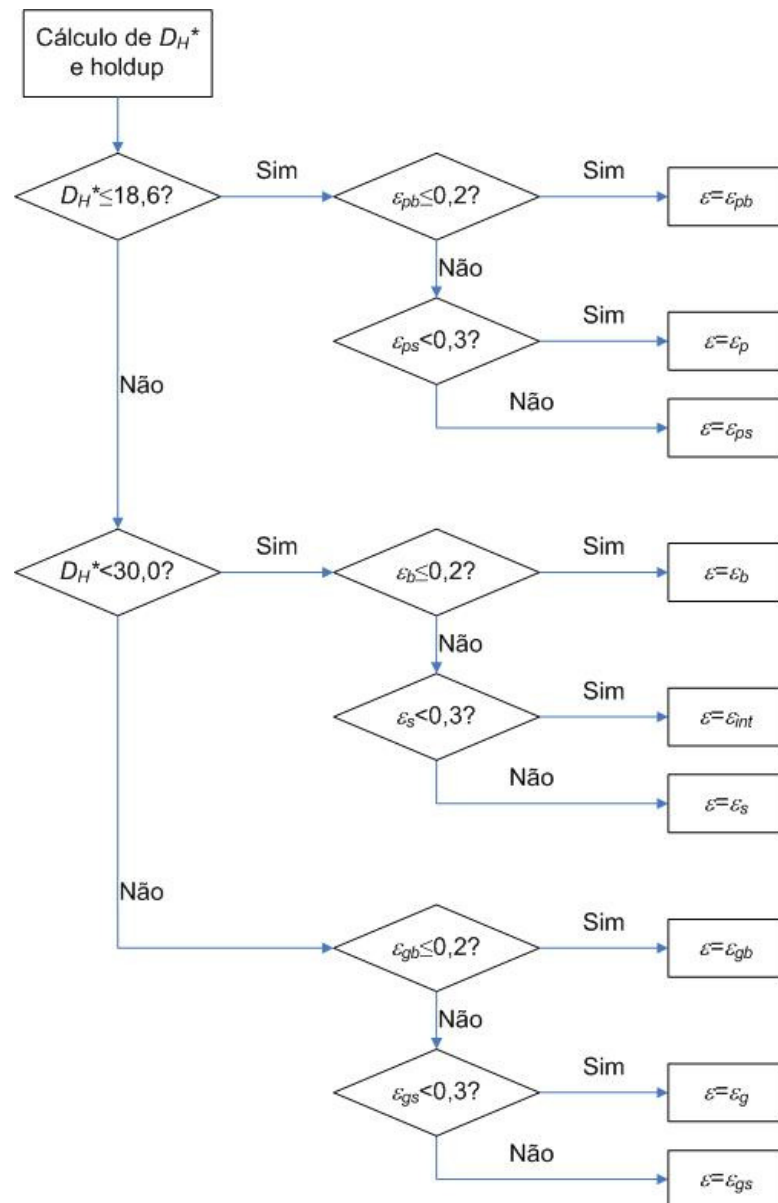 Cálculo de D_H*
e holdup
D_H*≤18,6?
Sim
ε_pb≤0,2?
Sim
ε=ε_pb
Não
ε_ps<0,3?
Sim
ε=ε_p
Não
Não
ε=ε_ps
D_H*<30,0?
Sim
ε_b≤0,2?
Sim
ε=ε_b
Não
ε_s<0,3?
Sim
ε=ε_int
Não
ε=ε_s
Não
ε_gb≤0,2?
Sim
ε=ε_gb
Não
ε_gs<0,3?
Sim
ε=ε_g
Não
ε=ε_gs